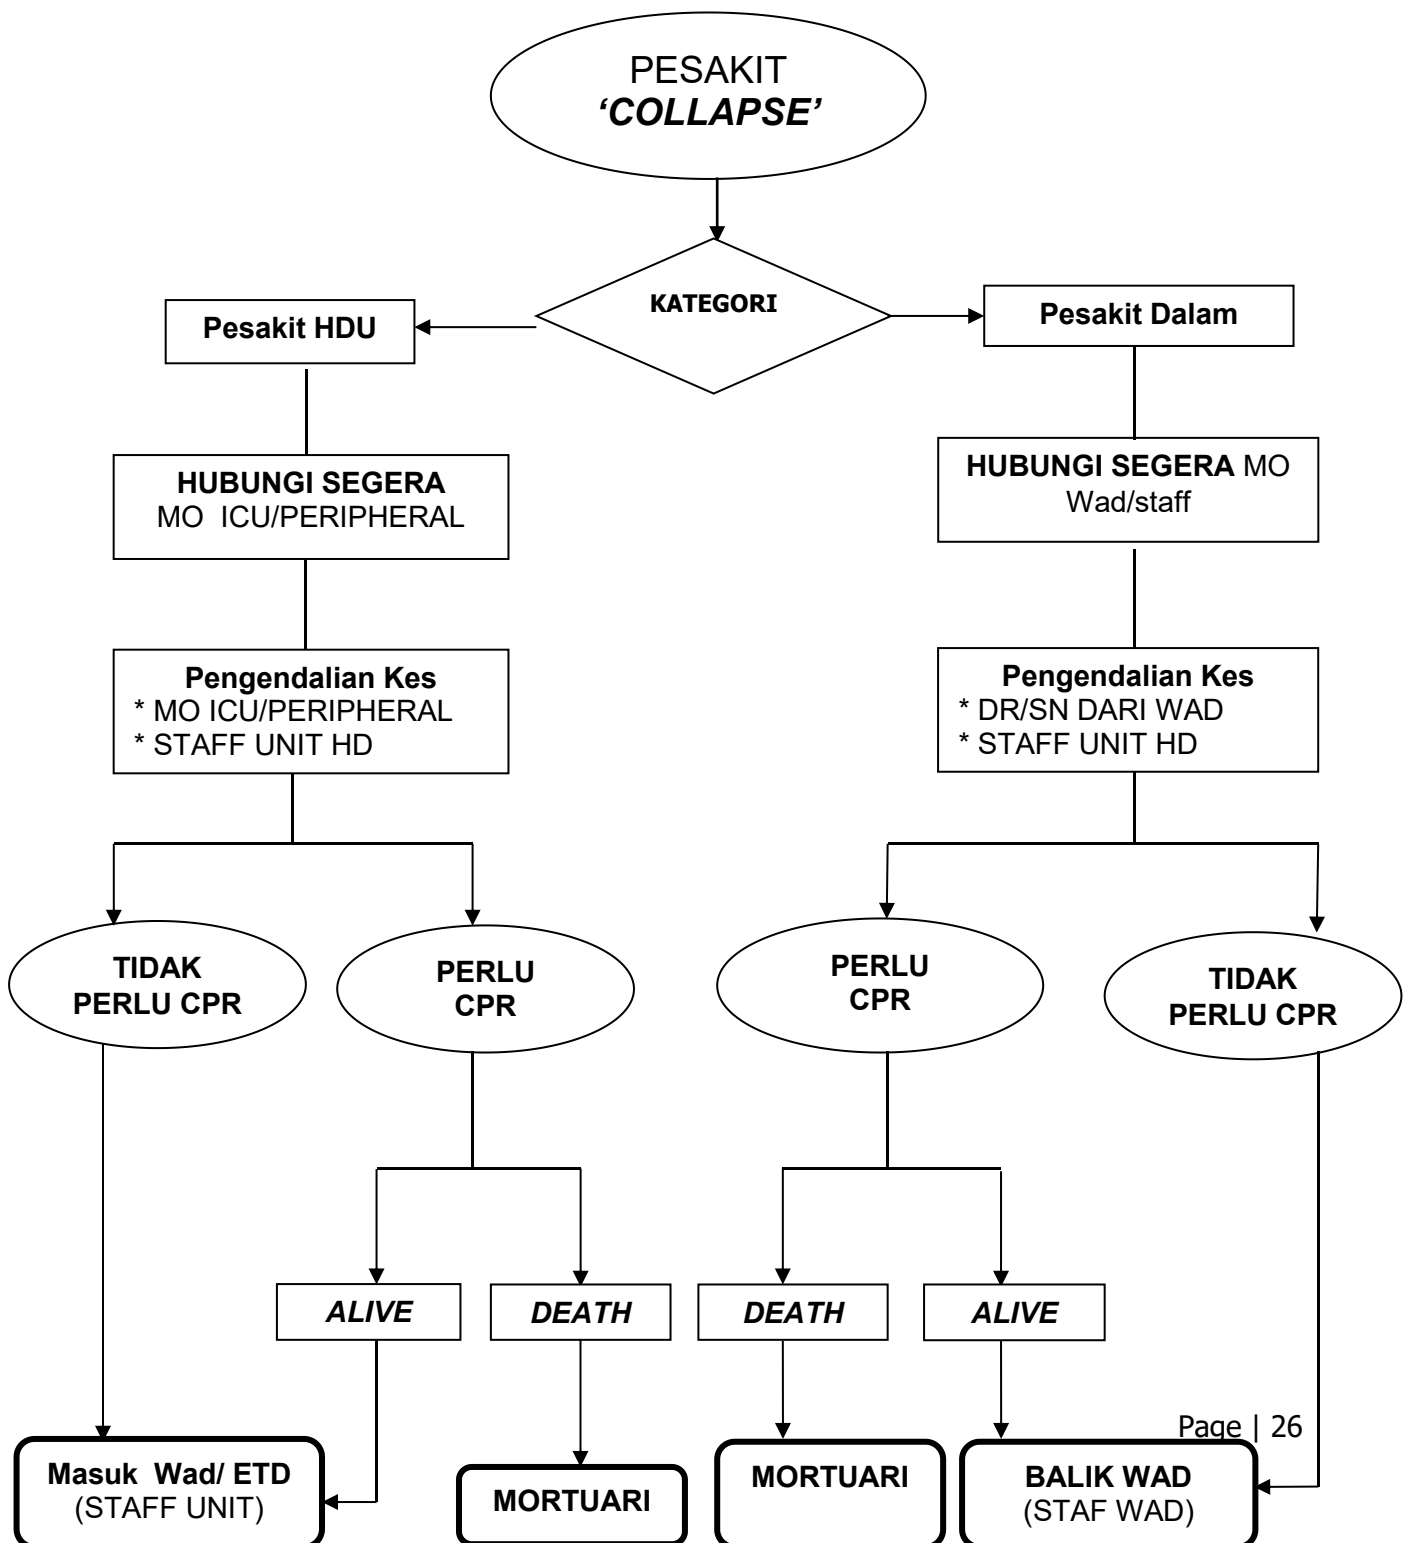 PESAKIT
‘COLLAPSE’
KATEGORI
Pesakit HDU
Pesakit Dalam
HUBUNGI SEGERA
MO ICU/PERIPHERAL
HUBUNGI SEGERA MO
Wad/staff
Pengendalian Kes
* MO ICU/PERIPHERAL
* STAFF UNIT HD
Pengendalian Kes
* DR/SN DARI WAD
* STAFF UNIT HD
TIDAK
PERLU CPR
PERLU
CPR
PERLU
CPR
TIDAK
PERLU CPR
ALIVE
DEATH
DEATH
ALIVE
Page | 26
Masuk Wad/ ETD
(STAFF UNIT)
MORTUARI
MORTUARI
BALIK WAD
(STAF WAD)